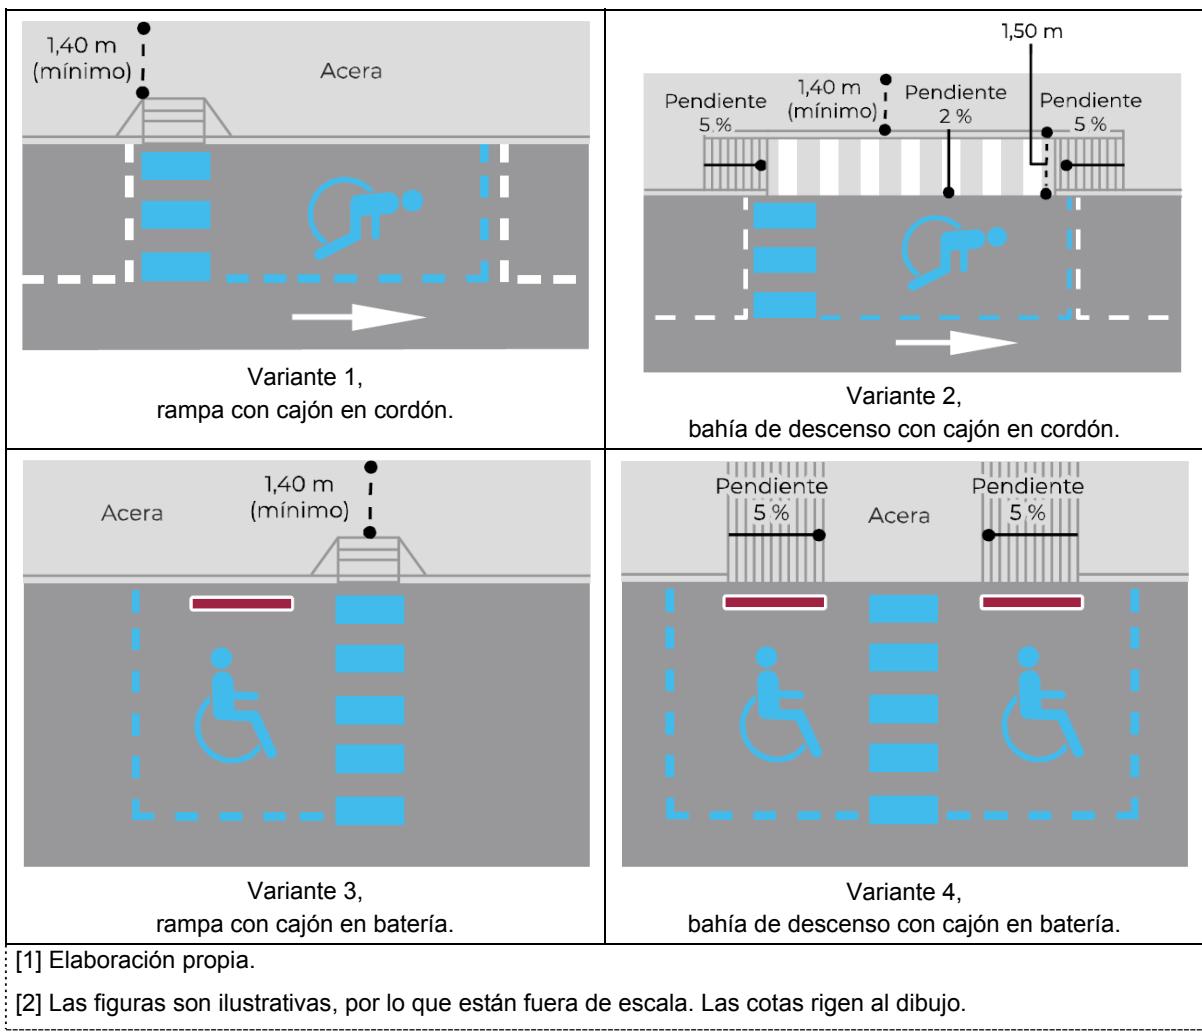 1,40 m
(mínimo)
Acera
Variante 1,
rampa con cajón en cordón.
1,50 m
Pendiente
5 %
1,40 m
(mínimo)
Pendiente
2 %
Pendiente
5 %
Variante 2,
bahía de descenso con cajón en cordón.
Acera
1,40 m
(mínimo)
Variante 3,
rampa con cajón en batería.
Pendiente
5 %
Acera
Pendiente
5 %
Variante 4,
bahía de descenso con cajón en batería.
[1] Elaboración propia.
[2] Las figuras son ilustrativas, por lo que están fuera de escala. Las cotas rigen al dibujo.